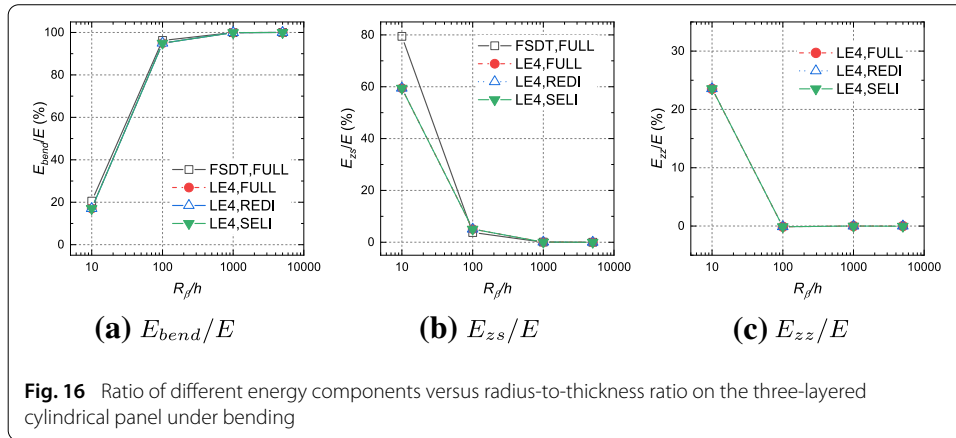 100
80
60
40
20
0
E_bend/E (%)
FSDT,FULL
LE4,FULL
LE4,REDI
LE4,SELI
10 100 1000 10000
R_β/h
(a) E_bend/E
80
60
40
20
0
E_zs/E (%)
FSDT,FULL
LE4,FULL
LE4,REDI
LE4,SELI
10 100 1000 10000
R_β/h
(b) E_zs/E
30
20
10
0
E_zz/E (%)
LE4,FULL
LE4,REDI
LE4,SELI
10 100 1000 10000
R_β/h
(c) E_zz/E
Fig. 16 Ratio of different energy components versus radius-to-thickness ratio on the three-layered
cylindrical panel under bending